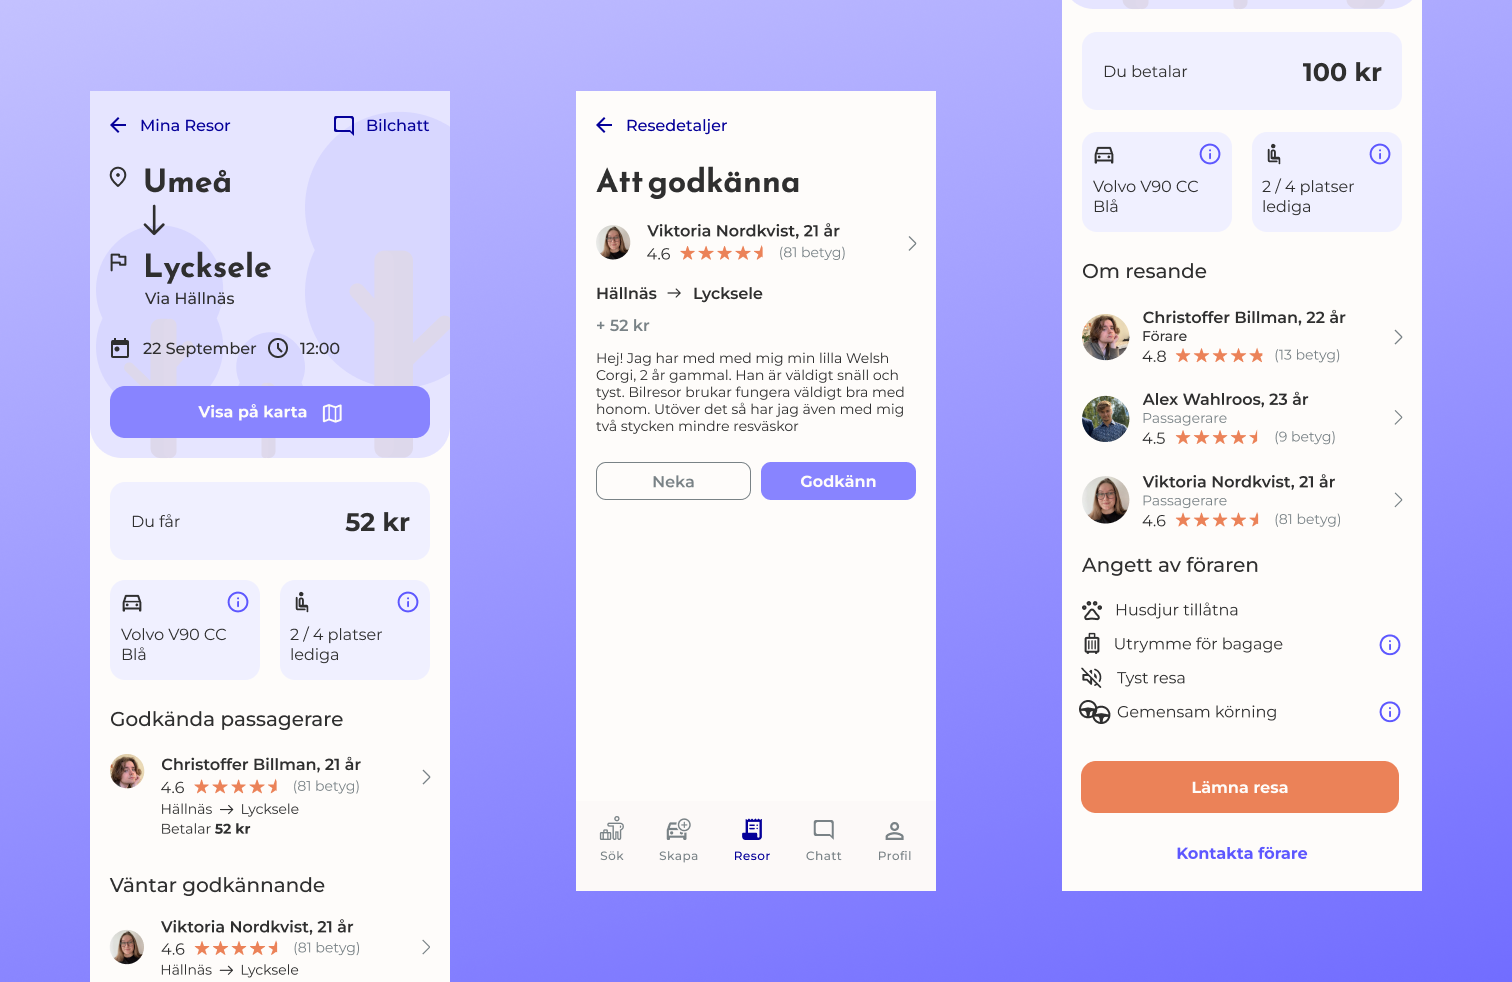 Mina Resor
Bilchatt
Umeå
Lycksele
Via Hällnäs
22 September
12:00
Visa på karta
Du får
52 kr
Volvo V90 CC
Blå
2 / 4 platser
lediga
Godkända passagerare
Christoffer Billman, 21 år
4.6
(81 betyg)
Hällnäs → Lycksele
Betalar 52 kr
Väntar godkännande
Viktoria Nordkvist, 21 år
4.6
(81 betyg)
Hällnäs → Lycksele
Resedetaljer
Att godkänna
Viktoria Nordkvist, 21 år
4.6
(81 betyg)
Hällnäs → Lycksele
+ 52 kr
Hej! Jag har med med mig min lilla Welsh
Corgi, 2 år gammal. Han är väldigt snäll och
tyst. Bilresor brukar fungera väldigt bra med
honom. Utöver det så har jag även med mig
två stycken mindre resväskor
Neka
Godkänn
Sök
Skapa
Resor
Chatt
Profil
Du betalar
100 kr
Volvo V90 CC
Blå
2 / 4 platser
lediga
Om resande
Christoffer Billman, 22 år
Förare
4.8
(13 betyg)
Alex Wahlroos, 23 år
Passagerare
4.5
(9 betyg)
Viktoria Nordkvist, 21 år
Passagerare
4.6
(81 betyg)
Angett av föraren
Husdjur tillåtna
Utrymme för bagage
Tyst resa
Gemensam körning
Lämna resa
Kontakta förare